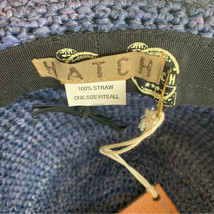 HATCH
100% STRAW
ONE SIZE FITS ALL